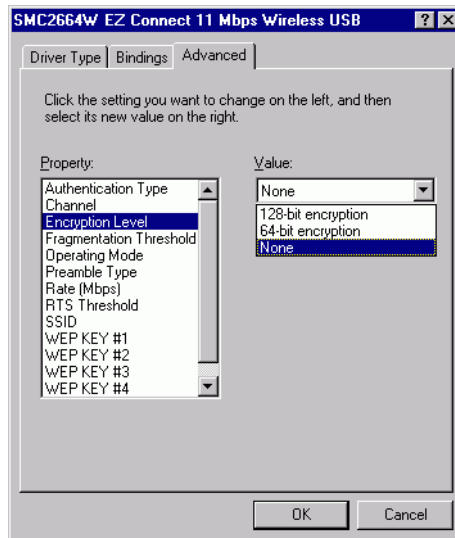 SMC2664W EZ Connect 11 Mbps Wireless USB
Driver Type Bindings Advanced
Click the setting you want to change on the left, and then
select its new value on the right.
Property:
Authentication Type
Channel
Encryption Level
Fragmentation Threshold
Operating Mode
Preamble Type
Rate (Mbps)
RTS Threshold
SSID
WEP KEY #1
WEP KEY #2
WEP KEY #3
WEP KEY #4
Value:
None
128-bit encryption
64-bit encryption
None
OK Cancel